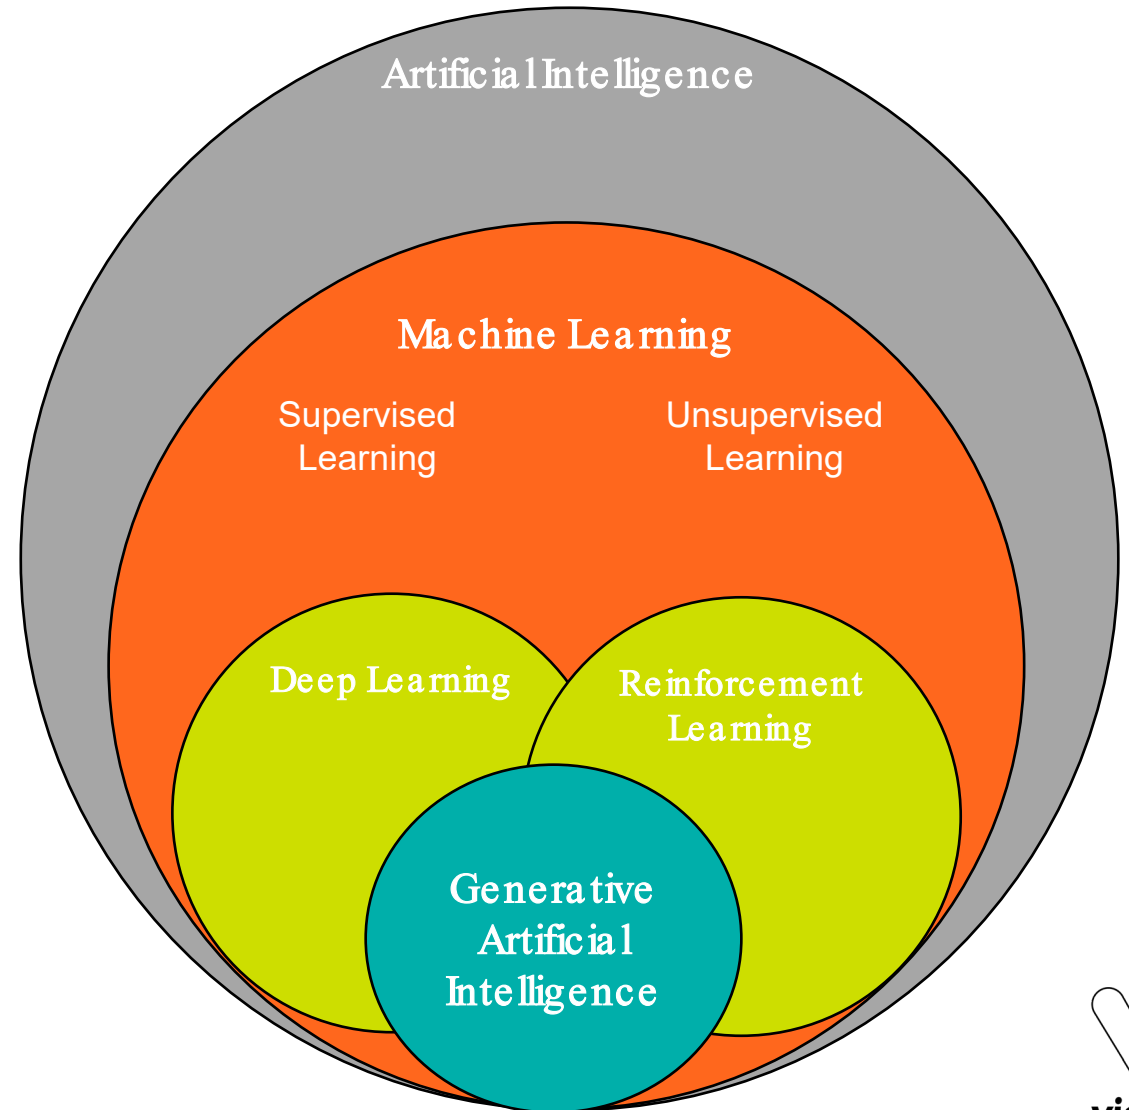 Artificial Intelligence
Machine Learning
Supervised
Learning
Unsupervised
Learning
Deep Learning
Reinforcement
Learning
Generative
Artificial
Intelligence